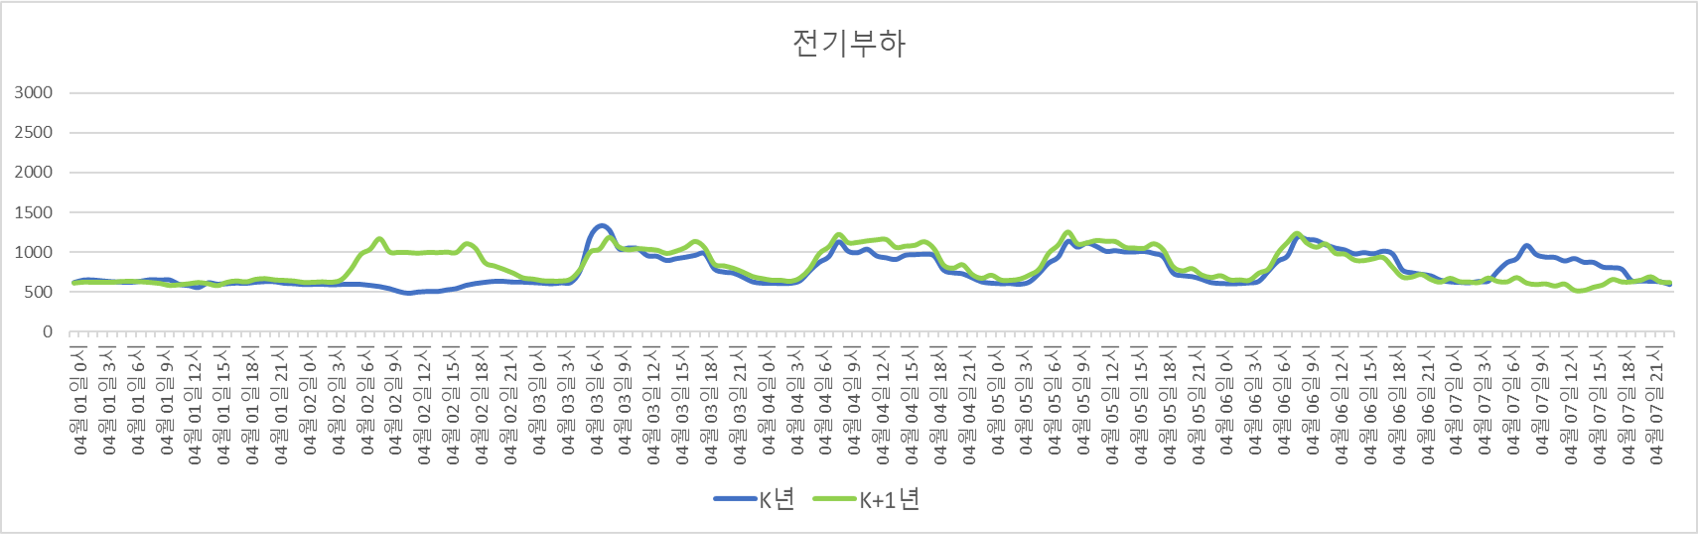 전기부하
3000
2500
2000
1500
1000
500
0
04월 01일 0시
04월 01일 3시
04월 01일 6시
04월 01일 9시
04월 01일 12시
04월 01일 15시
04월 01일 18시
04월 01일 21시
04월 02일 0시
04월 02일 3시
04월 02일 6시
04월 02일 9시
04월 02일 12시
04월 02일 15시
04월 02일 18시
04월 02일 21시
04월 03일 0시
04월 03일 3시
04월 03일 6시
04월 03일 9시
04월 03일 12시
04월 03일 15시
04월 03일 18시
04월 03일 21시
04월 04일 0시
04월 04일 3시
04월 04일 6시
04월 04일 9시
04월 04일 12시
04월 04일 15시
04월 04일 18시
04월 04일 21시
04월 05일 0시
04월 05일 3시
04월 05일 6시
04월 05일 9시
04월 05일 12시
04월 05일 15시
04월 05일 18시
04월 05일 21시
04월 06일 0시
04월 06일 3시
04월 06일 6시
04월 06일 9시
04월 06일 12시
04월 06일 15시
04월 06일 18시
04월 06일 21시
04월 07일 0시
04월 07일 3시
04월 07일 6시
04월 07일 9시
04월 07일 12시
04월 07일 15시
04월 07일 18시
04월 07일 21시
K년 K+1년